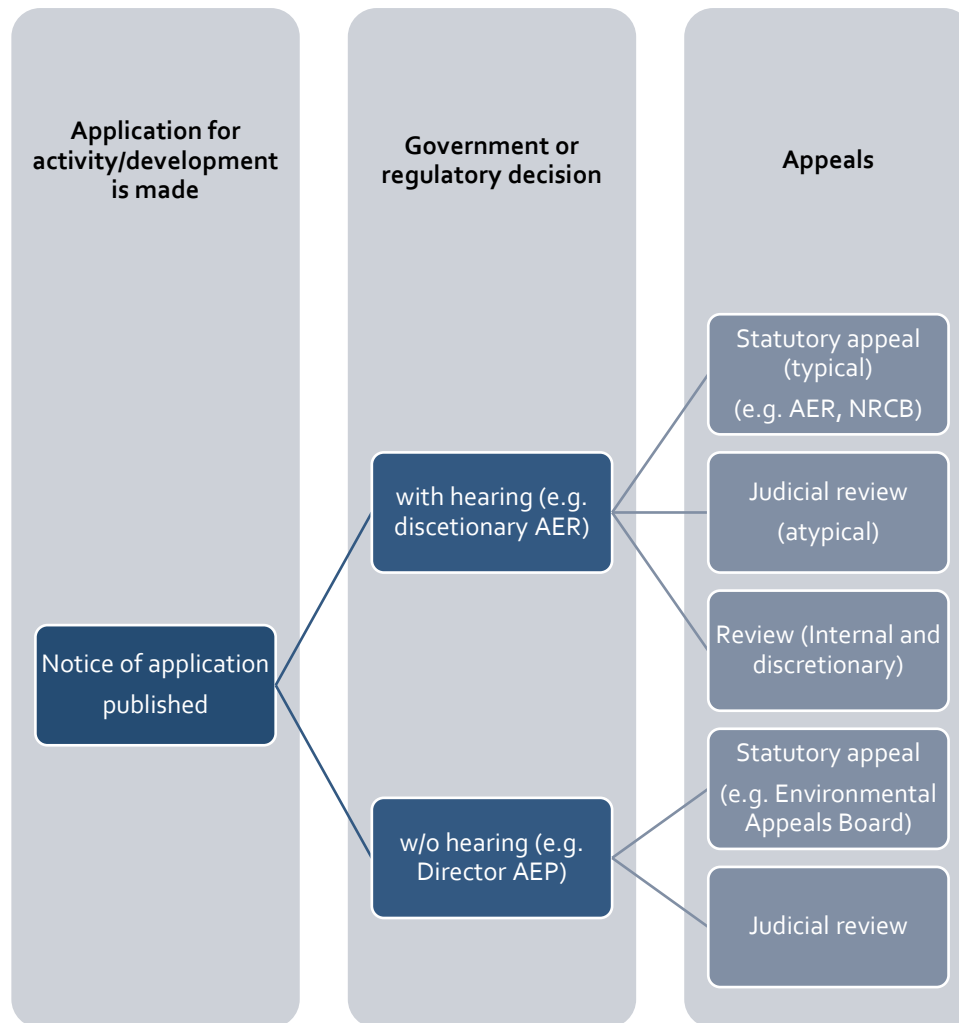 Application for
activity/development
is made
Government or
regulatory decision
Appeals
Notice of application
published
with hearing (e.g.
discetionary AER)
w/o hearing (e.g.
Director AEP)
Statutory appeal
(typical)
(e.g. AER, NRCB)
Judicial review
(atypical)
Review (Internal and
discretionary)
Statutory appeal
(e.g. Environmental
Appeals Board)
Judicial review